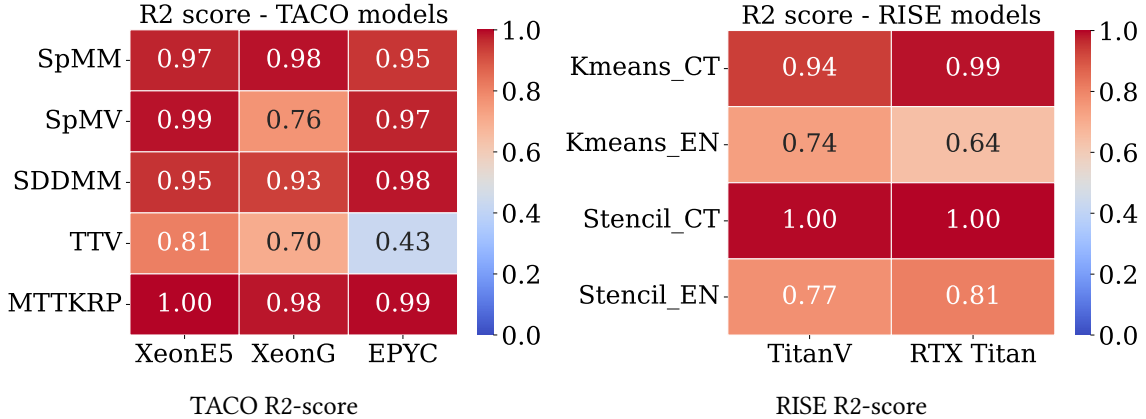 R2 score - TACO models
SpMM 0.97 0.98 0.95
SpMV 0.99 0.76 0.97
SDDMM 0.95 0.93 0.98
TTV 0.81 0.70 0.43
MTTKRP 1.00 0.98 0.99
XeonE5 XeonG EPYC
1.0
0.8
0.6
0.4
0.2
0.0
TACO R2-score
R2 score - RISE models
Kmeans_CT 0.94 0.99
Kmeans_EN 0.74 0.64
Stencil_CT 1.00 1.00
Stencil_EN 0.77 0.81
TitanV RTX Titan
1.0
0.8
0.6
0.4
0.2
0.0
RISE R2-score